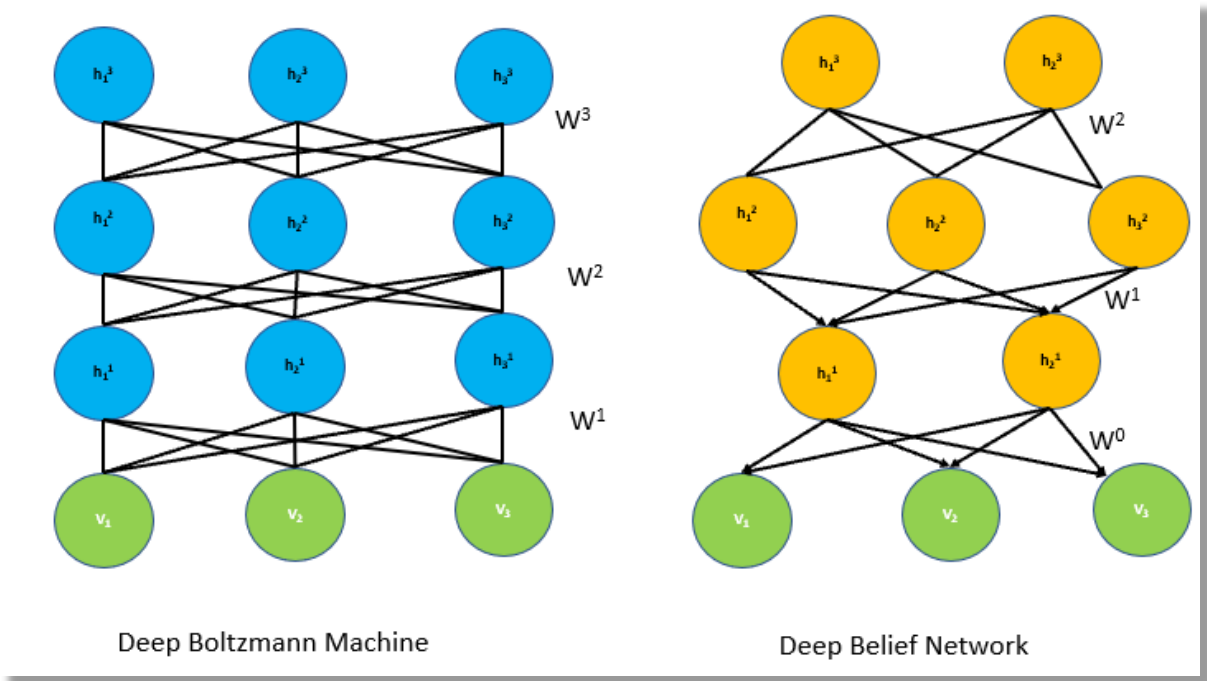 h₁³ h₂³ h₃³
W³
h₁² h₂² h₃²
W²
h₁¹ h₂¹ h₃¹
W¹
V₁ V₂ V₃
Deep Boltzmann Machine
h₁³ h₂³
W²
h₁² h₂² h₃²
W¹
h₁¹ h₂¹
W⁰
V₁ V₂ V₃
Deep Belief Network